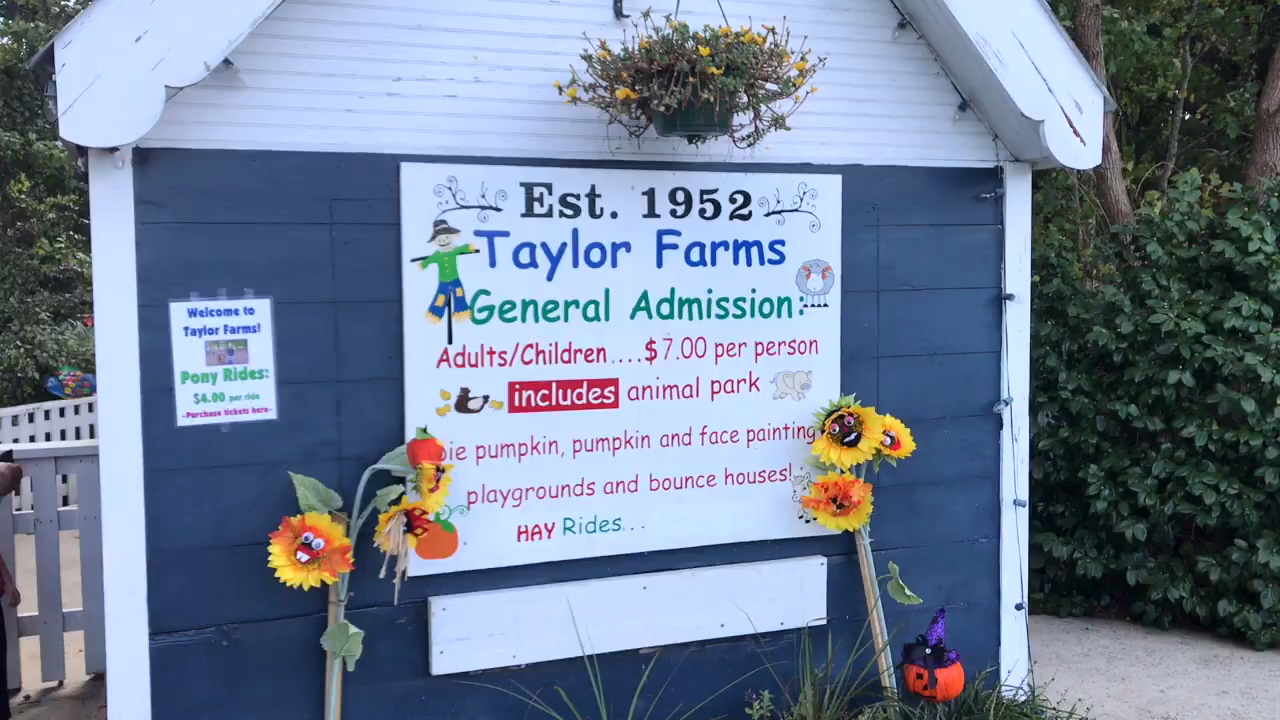 Est. 1952
Taylor Farms
General Admission:
Adults/Children....$7.00 per person
includes animal park
pie pumpkin, pumpkin and face painting
playgrounds and bounce houses!
HAY Rides...
Welcome to
Taylor Farms!
Pony Rides:
$4.00 per ride
-Purchase tickets here-